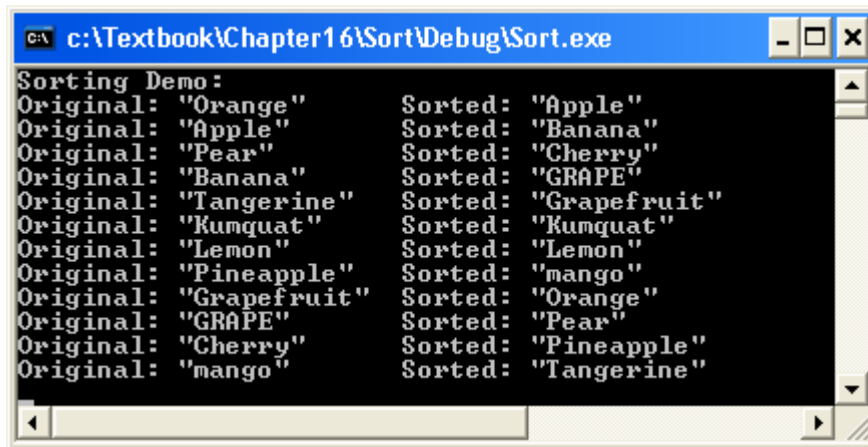 c:\Textbook\Chapter16\Sort\Debug\Sort.exe
Sorting Demo:
Original: "Orange" Sorted: "Apple"
Original: "Apple" Sorted: "Banana"
Original: "Pear" Sorted: "Cherry"
Original: "Banana" Sorted: "GRAPE"
Original: "Tangerine" Sorted: "Grapefruit"
Original: "Kumquat" Sorted: "Kumquat"
Original: "Lemon" Sorted: "Lemon"
Original: "Pineapple" Sorted: "mango"
Original: "Grapefruit" Sorted: "Orange"
Original: "GRAPE" Sorted: "Pear"
Original: "Cherry" Sorted: "Pineapple"
Original: "mango" Sorted: "Tangerine"